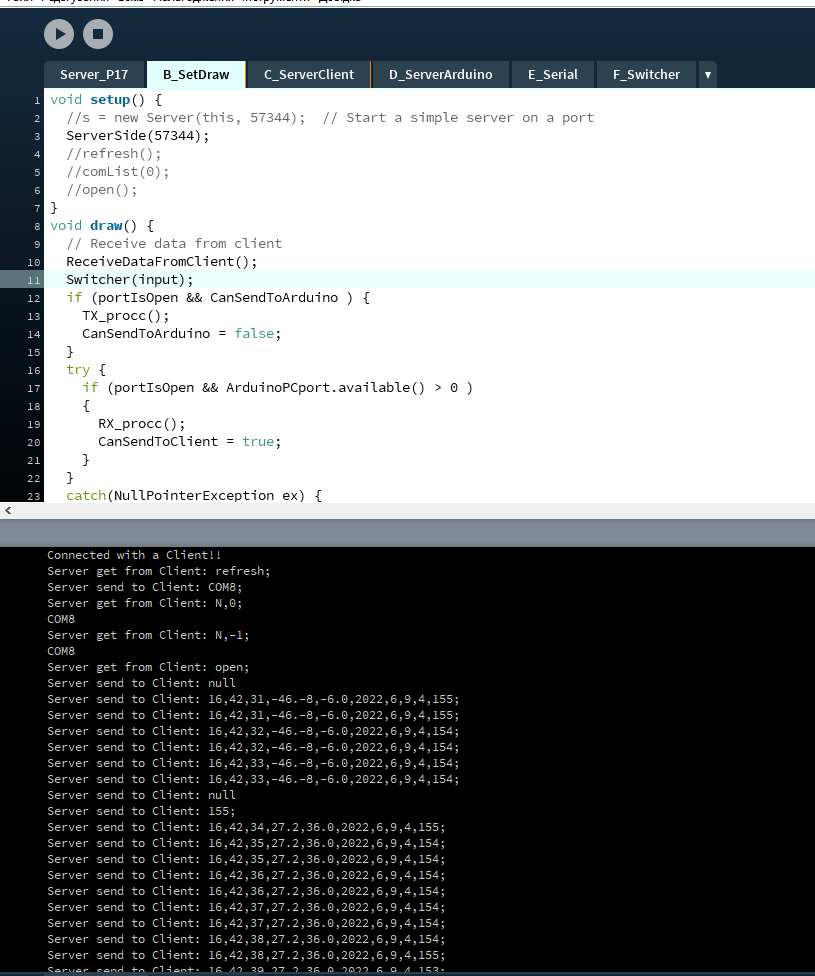 Server_P17 B_SetDraw C_ServerClient D_ServerArduino E_Serial F_Switcher ▼
1 void setup() {
2 //s = new Server(this, 57344);  // Start a simple server on a port
3 ServerSide(57344);
4 //refresh();
5 //comList(0);
6 //open();
7 }
8 void draw() {
9 // Receive data from client
10 ReceiveDataFromClient();
11 Switcher(input);
12 if (portIsOpen && CanSendToArduino ) {
13 TX_procc();
14 CanSendToArduino = false;
15 }
16 try {
17 if (portIsOpen && ArduinoPCport.available() > 0 )
18 {
19 RX_procc();
20 CanSendToClient = true;
21 }
22 }
23 catch(NullPointerException ex) {
Connected with a Client!!
Server get from Client: refresh;
Server send to Client: COM8;
Server get from Client: N,0;
COM8
Server get from Client: N,-1;
COM8
Server get from Client: open;
Server send to Client: null
Server send to Client: 16,42,31,-46.-8,-6.0,2022,6,9,4,155;
Server send to Client: 16,42,31,-46.-8,-6.0,2022,6,9,4,155;
Server send to Client: 16,42,32,-46.-8,-6.0,2022,6,9,4,154;
Server send to Client: 16,42,32,-46.-8,-6.0,2022,6,9,4,154;
Server send to Client: 16,42,33,-46.-8,-6.0,2022,6,9,4,154;
Server send to Client: 16,42,33,-46.-8,-6.0,2022,6,9,4,154;
Server send to Client: null
Server send to Client: 155;
Server send to Client: 16,42,34,27.2,36.0,2022,6,9,4,155;
Server send to Client: 16,42,35,27.2,36.0,2022,6,9,4,154;
Server send to Client: 16,42,35,27.2,36.0,2022,6,9,4,154;
Server send to Client: 16,42,36,27.2,36.0,2022,6,9,4,154;
Server send to Client: 16,42,36,27.2,36.0,2022,6,9,4,154;
Server send to Client: 16,42,37,27.2,36.0,2022,6,9,4,154;
Server send to Client: 16,42,37,27.2,36.0,2022,6,9,4,154;
Server send to Client: 16,42,38,27.2,36.0,2022,6,9,4,154;
Server send to Client: 16,42,38,27.2,36.0,2022,6,9,4,155;
Server send to Client: 16,42,39,27.2,36.0,2022,6,9,4,153;